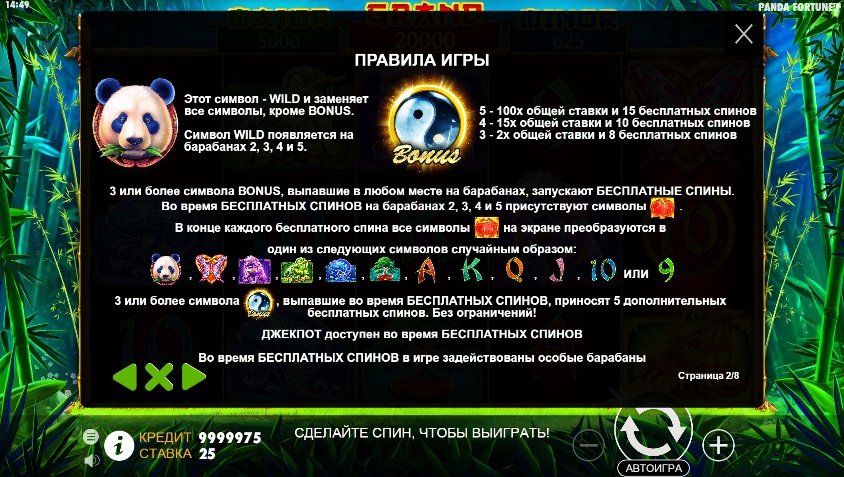 14:49
MAJOR GRAND MINOR
PANDA FORTUNE™
5000 20000 625
ПРАВИЛА ИГРЫ
Этот символ - WILD и заменяет
все символы, кроме BONUS.
Символ WILD появляется на
барабанах 2, 3, 4 и 5.
Bonus
5 - 100x общей ставки и 15 бесплатных спинов
4 - 15x общей ставки и 10 бесплатных спинов
3 - 2x общей ставки и 8 бесплатных спинов
3 или более символа BONUS, выпавшие в любом месте на барабанах, запускают БЕСПЛАТНЫЕ СПИНЫ.
Во время БЕСПЛАТНЫХ СПИНОВ на барабанах 2, 3, 4 и 5 присутствуют символы .
В конце каждого бесплатного спина все символы на экране преобразуются в
один из следующих символов случайным образом:
, , , , , , A , K , Q , J , 10 или 9
3 или более символа Bonus , выпавшие во время БЕСПЛАТНЫХ СПИНОВ, приносят 5 дополнительных
бесплатных спинов. Без ограничений!
ДЖЕКПОТ доступен во время БЕСПЛАТНЫХ СПИНОВ
Во время БЕСПЛАТНЫХ СПИНОВ в игре задействованы особые барабаны
Страница 2/8
КРЕДИТ 9999975
СТАВКА 25
СДЕЛАЙТЕ СПИН, ЧТОБЫ ВЫИГРАТЬ!
АВТОИГРА